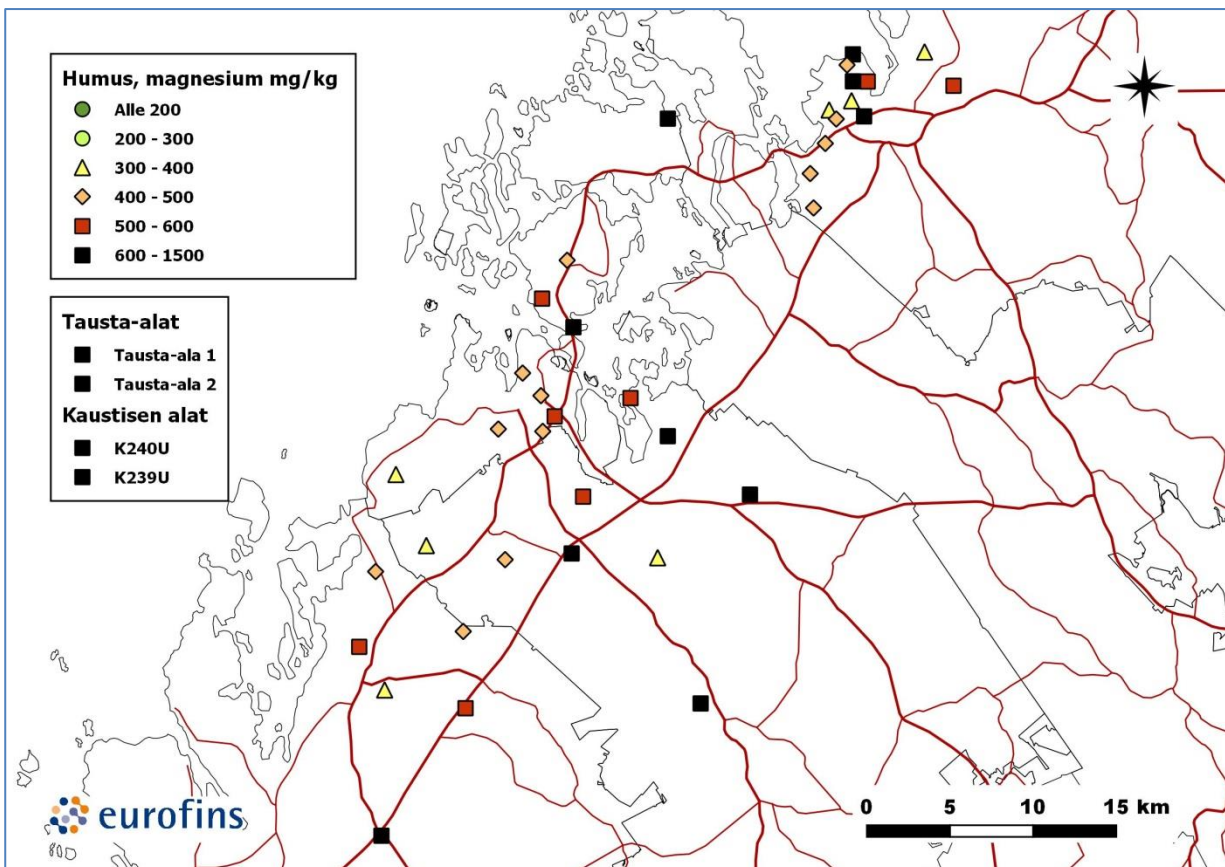 Humus, magnesium mg/kg
Alle 200
200 - 300
300 - 400
400 - 500
500 - 600
600 - 1500
Tausta-alat
Tausta-ala 1
Tausta-ala 2
Kaustisen alat
K240U
K239U
eurofins
0 5 10 15 km